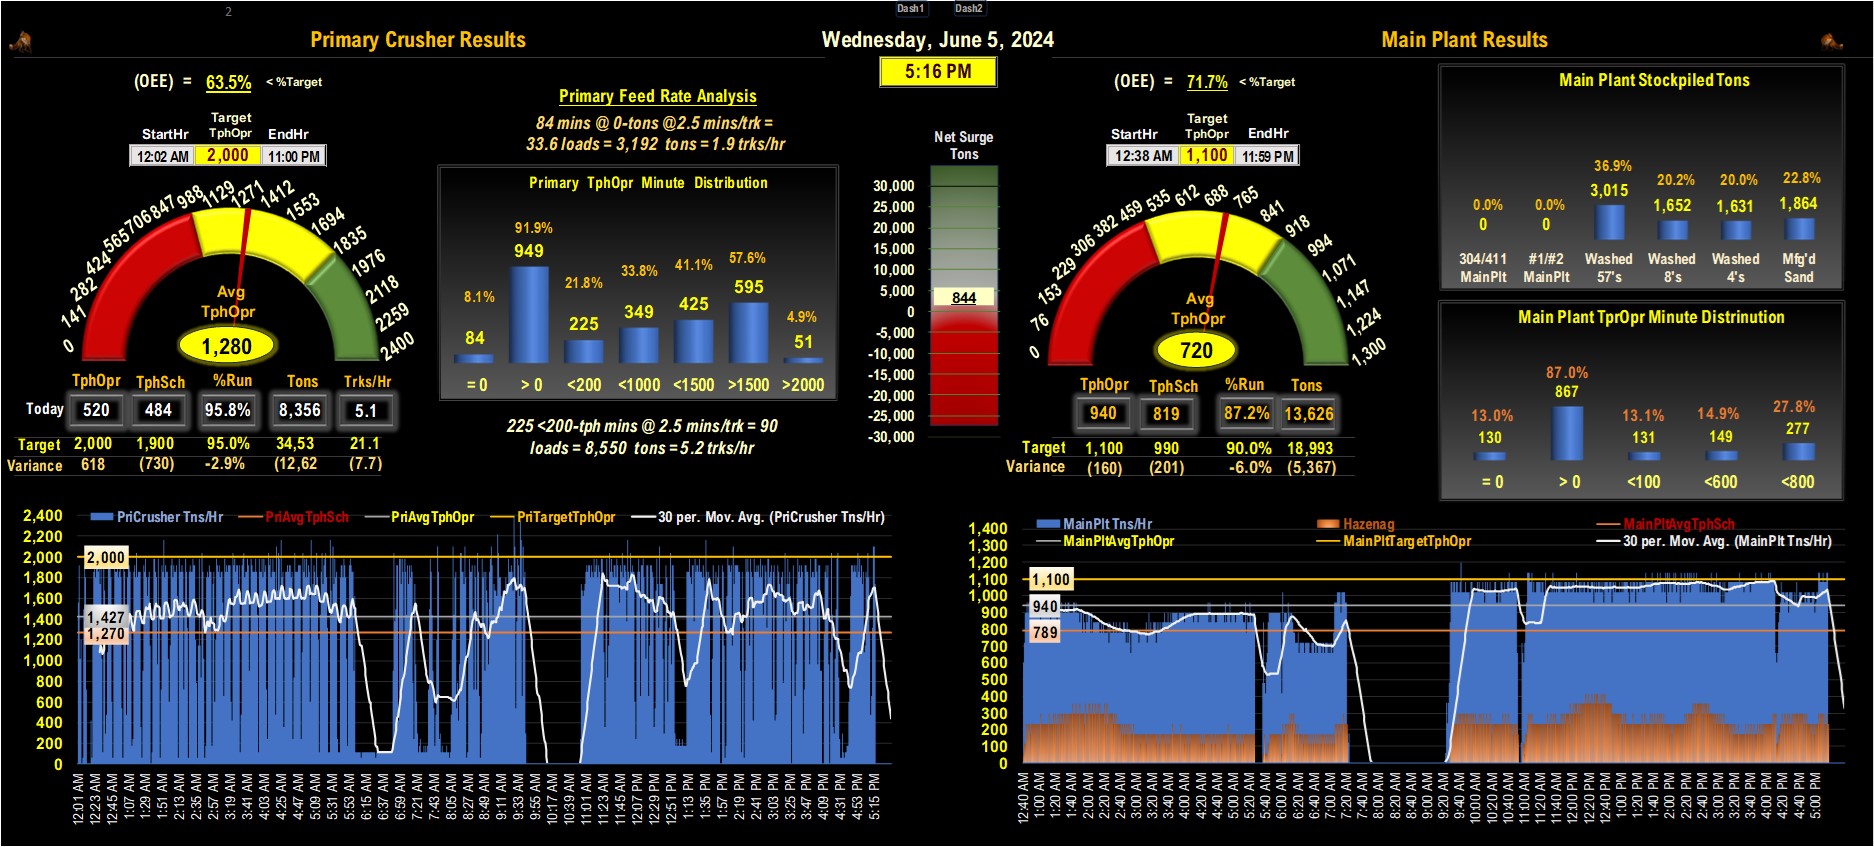 2
Dash1 Dash2
Primary Crusher Results
Wednesday, June 5, 2024
Main Plant Results
5:16 PM
(OEE) = 63.5% < %Target
Target
StartHr TphOpr EndHr
12:02 AM 2,000 11:00 PM
0 141 282 424 565 706 847 988 1129 1271 1412 1553 1694 1835 1976 2118 2259 2400
Avg
TphOpr
1,280
TphOpr TphSch %Run Tons Trks/Hr
Today 520 484 95.8% 8,356 5.1
Target 2,000 1,900 95.0% 34,53 21.1
Variance 618 (730) -2.9% (12,62 (7.7)
Primary Feed Rate Analysis
84 mins @ 0-tons @2.5 mins/trk =
33.6 loads = 3,192 tons = 1.9 trks/hr
Primary TphOpr Minute Distribution
8.1% 91.9% 21.8% 33.8% 41.1% 57.6% 4.9%
84 949 225 349 425 595 51
= 0 > 0 <200 <1000 <1500 >1500 >2000
225 <200-tph mins @ 2.5 mins/trk = 90
loads = 8,550 tons = 5.2 trks/hr
Net Surge
Tons
30,000
25,000
20,000
15,000
10,000
5,000
844
0
-5,000
-10,000
-15,000
-20,000
-25,000
-30,000
(OEE) = 71.7% < %Target
Target
StartHr TphOpr EndHr
12:38 AM 1,100 11:59 PM
0 76 153 229 306 382 459 535 612 688 765 841 918 994 1,071 1,147 1,224 1,300
Avg
TphOpr
720
TphOpr TphSch %Run Tons
940 819 87.2% 13,626
Target 1,100 990 90.0% 18,993
Variance (160) (201) -6.0% (5,367)
Main Plant Stockpiled Tons
0.0% 0.0% 36.9% 20.2% 20.0% 22.8%
0 0 3,015 1,652 1,631 1,864
304/411 #1/#2 Washed Washed Washed Mfg'd
MainPlt MainPlt 57's 8's 4's Sand
Main Plant TprOpr Minute Distrinution
13.0% 87.0% 13.1% 14.9% 27.8%
130 867 131 149 277
= 0 > 0 <100 <600 <800
PriCrusher Tns/Hr PriAvgTphSch PriAvgTphOpr PriTargetTphOpr 30 per. Mov. Avg. (PriCrusher Tns/Hr)
2,400
2,200
2,000
1,800
1,600
1,400
1,200
1,000
800
600
400
200
0
2,000
1,427
1,270
12:01 AM 12:23 AM 12:45 AM 1:07 AM 1:29 AM 1:51 AM 2:13 AM 2:35 AM 2:57 AM 3:19 AM 3:41 AM 4:03 AM 4:25 AM 4:47 AM 5:09 AM 5:31 AM 5:53 AM 6:15 AM 6:37 AM 6:59 AM 7:21 AM 7:43 AM 8:05 AM 8:27 AM 8:49 AM 9:11 AM 9:33 AM 9:55 AM 10:17 AM 10:39 AM 11:01 AM 11:23 AM 11:45 AM 12:07 PM 12:29 PM 12:51 PM 1:13 PM 1:35 PM 1:57 PM 2:19 PM 2:41 PM 3:03 PM 3:25 PM 3:47 PM 4:09 PM 4:31 PM 4:53 PM 5:15 PM
MainPlt Tns/Hr Hazenag MainPltAvgTphSch
MainPltAvgTphOpr MainPltTargetTphOpr 30 per. Mov. Avg. (MainPlt Tns/Hr)
1,400
1,300
1,200
1,100
1,000
900
800
700
600
500
400
300
200
100
0
1,100
940
789
12:40 AM 1:00 AM 1:20 AM 1:40 AM 2:00 AM 2:20 AM 2:40 AM 3:00 AM 3:20 AM 3:40 AM 4:00 AM 4:20 AM 4:40 AM 5:00 AM 5:20 AM 5:40 AM 6:00 AM 6:20 AM 6:40 AM 7:00 AM 7:20 AM 7:40 AM 8:00 AM 8:20 AM 8:40 AM 9:00 AM 9:20 AM 9:40 AM 10:00 AM 10:20 AM 10:40 AM 11:00 AM 11:20 AM 11:40 AM 12:00 PM 12:20 PM 12:40 PM 1:00 PM 1:20 PM 1:40 PM 2:00 PM 2:20 PM 2:40 PM 3:00 PM 3:20 PM 3:40 PM 4:00 PM 4:20 PM 4:40 PM 5:00 PM